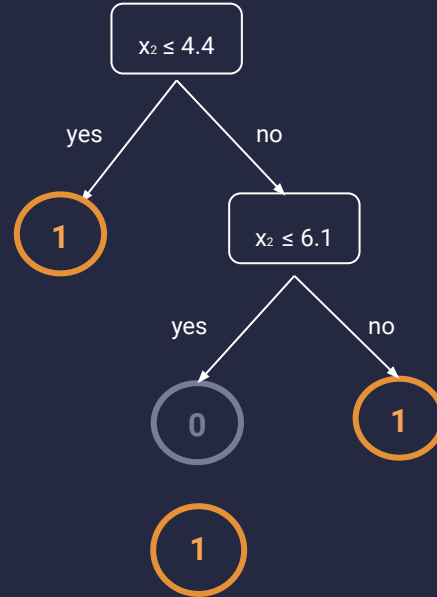 x₂ ≤ 4.4
yes
no
1
x₂ ≤ 6.1
yes
no
0
1
1